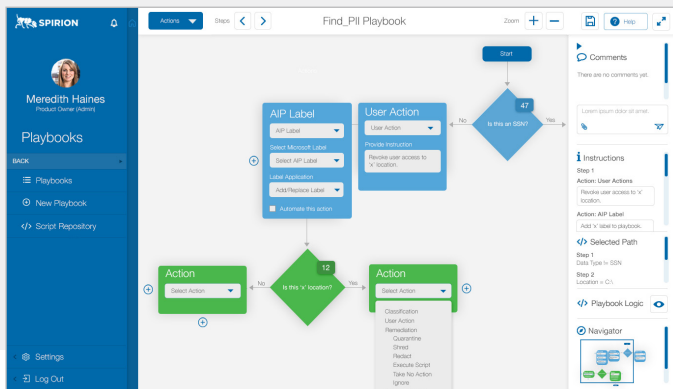 SPIRION
Meredith Haines
Product Owner (Admin)
Playbooks
BACK
Playbooks
New Playbook
</> Script Repository
Settings
Log Out
Actions
Steps
Find_PII Playbook
Zoom
Help
Start
47
Is this an SSN?
No
Yes
User Action
User Action
Provide Instruction
Revoke user access to
'x' location.
AIP Label
AIP Label
Select Microsoft Label
Select AIP Label
Label Application
Add/Replace Label
Automate this action
12
Is this 'x' location?
No
Yes
Action
Select Action
Action
Select Action
Classification
User Action
Remediation
Quarantine
Shred
Redact
Execute Script
Take No Action
Ignore
Comments
There are no comments yet.
Lorem ipsum dolor sit amet.
Instructions
Step 1
Action: User Actions
Revoke user access to 'x'
location.
Action: AIP Label
Add 'x' label to playbook.
</> Selected Path
Step 1
Data Type != SSN
Step 2
Location = C:\
</> Playbook Logic
Navigator